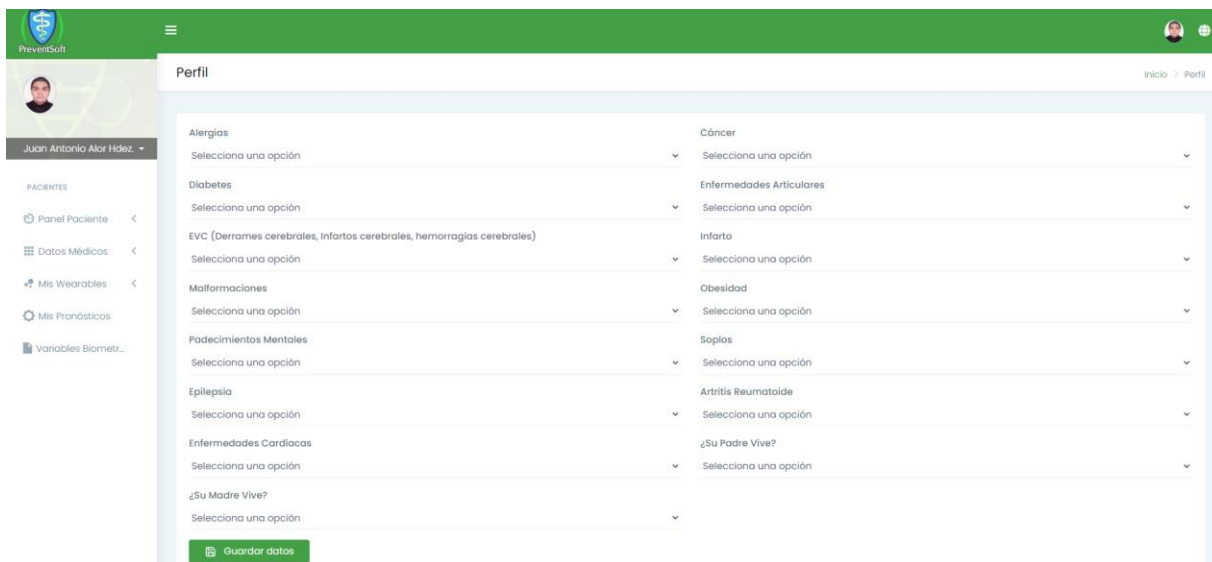 PreventSoft
Perfil
Inicio > Perfil
Juan Antonio Alor Hdez.
PACIENTES
Panel Paciente
Datos Médicos
Mis Wearables
Mis Pronósticos
Variables Biometr...
Alergías
Cáncer
Selecciona una opción
Selecciona una opción
Diabetes
Enfermedades Articulares
Selecciona una opción
Selecciona una opción
EVC (Derrames cerebrales, Infartos cerebrales, hemorragias cerebrales)
Infarto
Selecciona una opción
Selecciona una opción
Malformaciones
Obesidad
Selecciona una opción
Selecciona una opción
Padecimientos Mentales
Soplos
Selecciona una opción
Selecciona una opción
Epilepsia
Artritis Reumatoide
Selecciona una opción
Selecciona una opción
Enfermedades Cardíacas
¿Su Padre Vive?
Selecciona una opción
Selecciona una opción
¿Su Madre Vive?
Selecciona una opción
Guardar datos